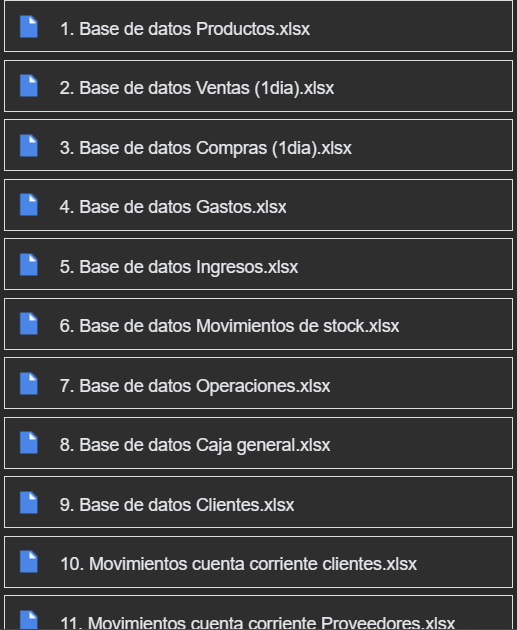 1. Base de datos Productos.xlsx
2. Base de datos Ventas (1dia).xlsx
3. Base de datos Compras (1dia).xlsx
4. Base de datos Gastos.xlsx
5. Base de datos Ingresos.xlsx
6. Base de datos Movimientos de stock.xlsx
7. Base de datos Operaciones.xlsx
8. Base de datos Caja general.xlsx
9. Base de datos Clientes.xlsx
10. Movimientos cuenta corriente clientes.xlsx
11. Movimientos cuenta corriente Proveedores.xlsx